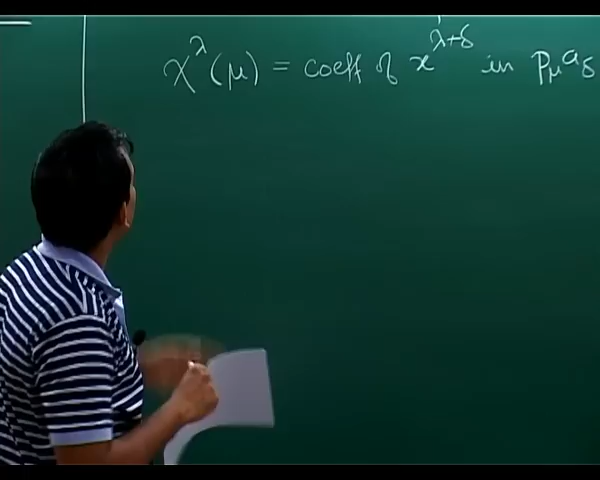 χ^λ(μ) = coeff of x^{λ+δ} in p_μ a_δ